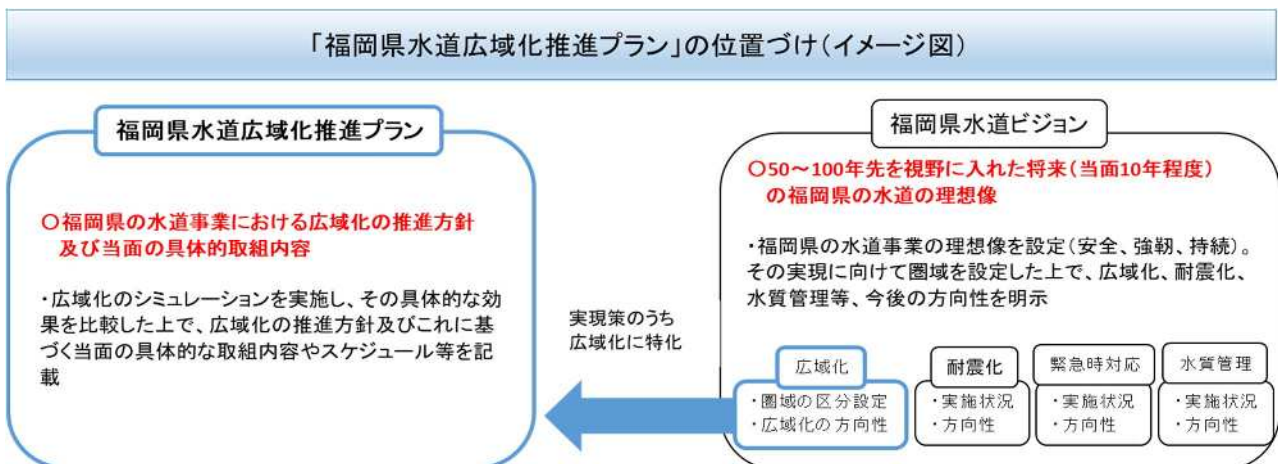 「福岡県水道広域化推進プラン」の位置づけ(イメージ図)
福岡県水道広域化推進プラン
〇福岡県の水道事業における広域化の推進方針
及び当面の具体的取組内容
・広域化のシミュレーションを実施し、その具体的な効
果を比較した上で、広域化の推進方針及びこれに基
づく当面の具体的な取組内容やスケジュール等を記
載
実現策のうち
広域化に特化
福岡県水道ビジョン
〇50～100年先を視野に入れた将来(当面10年程度)
の福岡県の水道の理想像
・福岡県の水道事業の理想像を設定(安全、強靱、持続)。
その実現に向けて圏域を設定した上で、広域化、耐震化、
水質管理等、今後の方向性を明示
広域化
・圏域の区分設定
・広域化の方向性
耐震化
・実施状況
・方向性
緊急時対応
・実施状況
・方向性
水質管理
・実施状況
・方向性